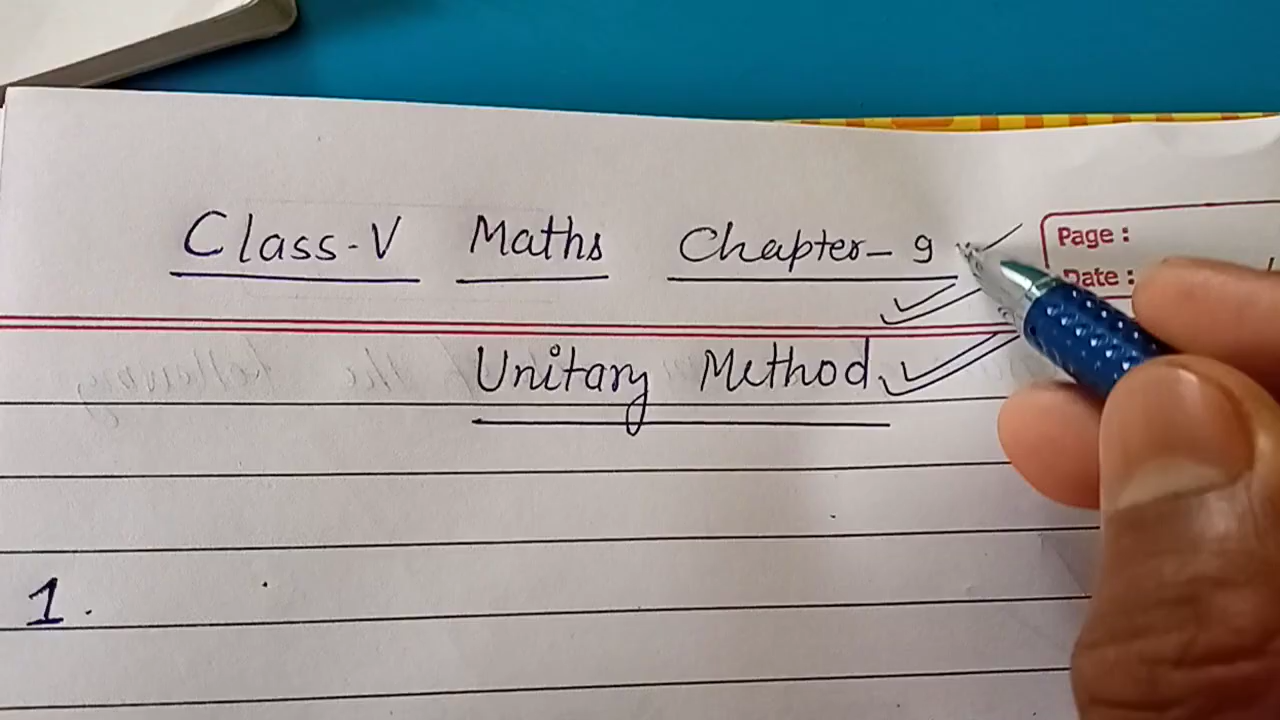 Class-V Maths Chapter-9
Page :
Date :
Unitary Method
1.